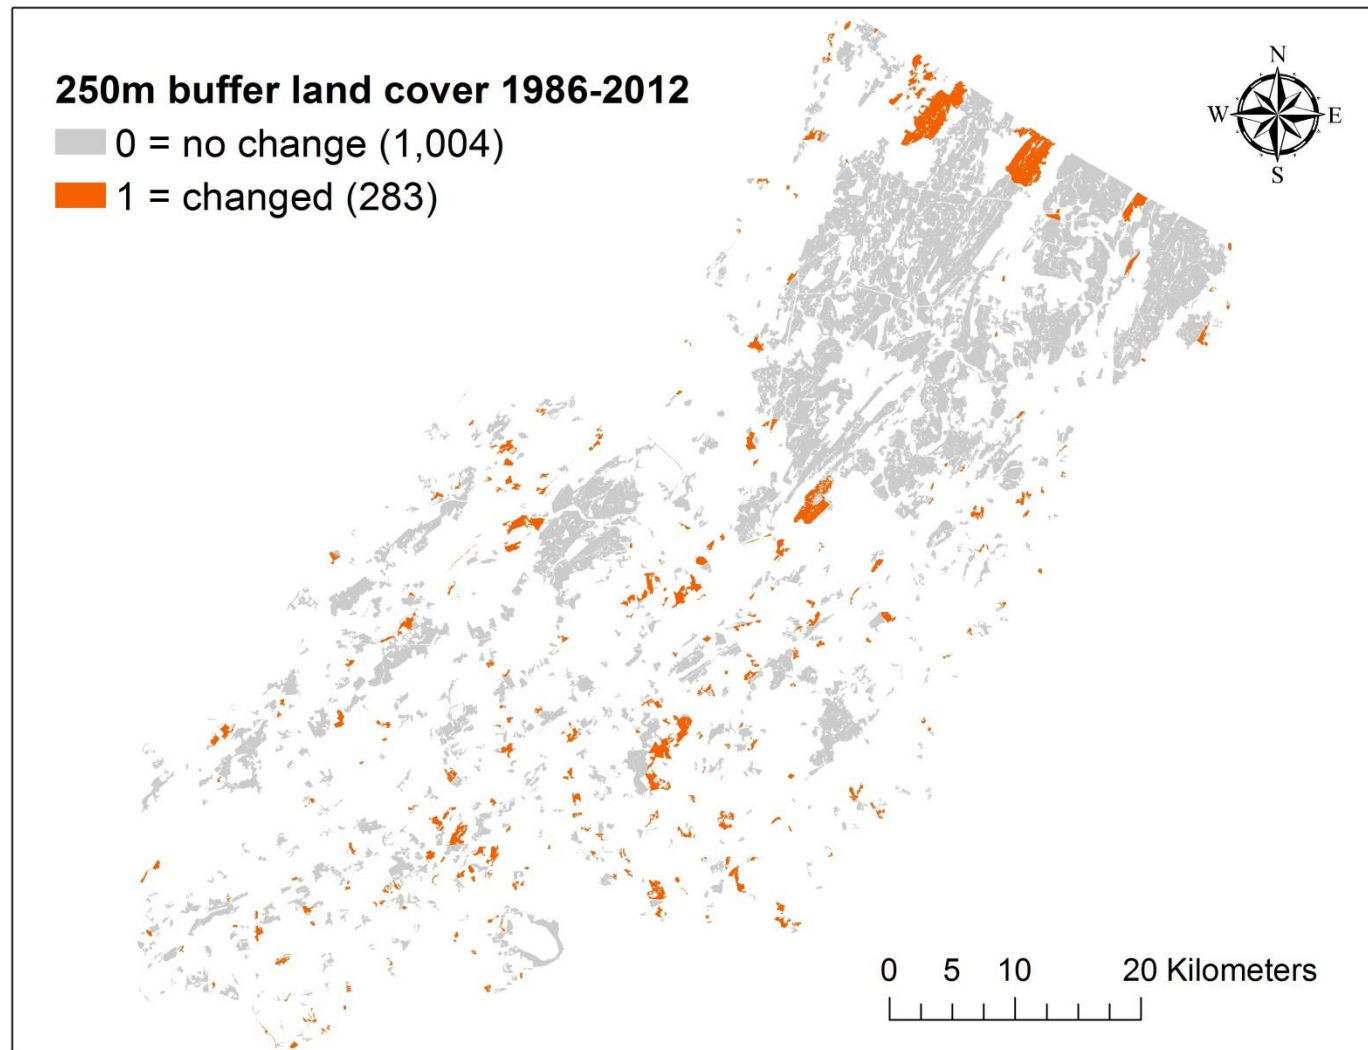 250m buffer land cover 1986-2012
0 = no change (1,004)
1 = changed (283)
N
W E
S
0 5 10 20 Kilometers